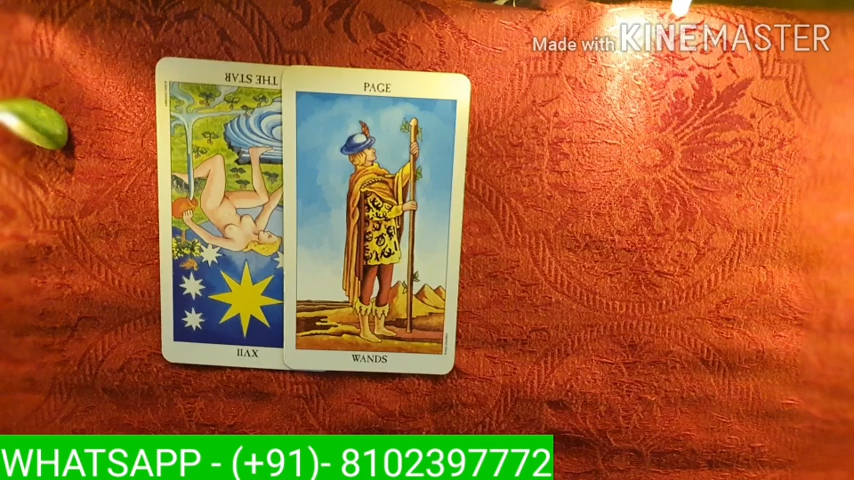 Made with KINEMASTER
THE STAR
PAGE
XVII
WANDS
WHATSAPP - (+91)- 8102397772